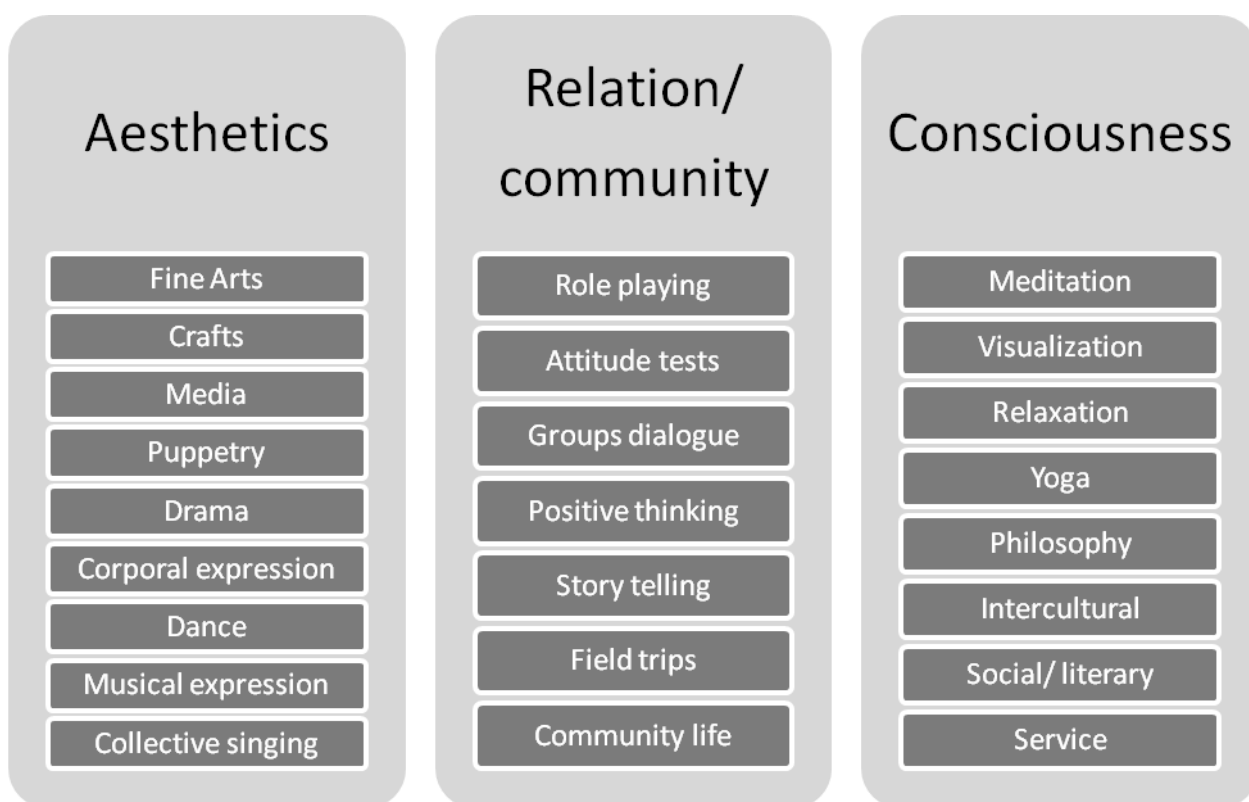 Aesthetics
Fine Arts
Crafts
Media
Puppetry
Drama
Corporal expression
Dance
Musical expression
Collective singing
Relation/
community
Role playing
Attitude tests
Groups dialogue
Positive thinking
Story telling
Field trips
Community life
Consciousness
Meditation
Visualization
Relaxation
Yoga
Philosophy
Intercultural
Social/ literary
Service